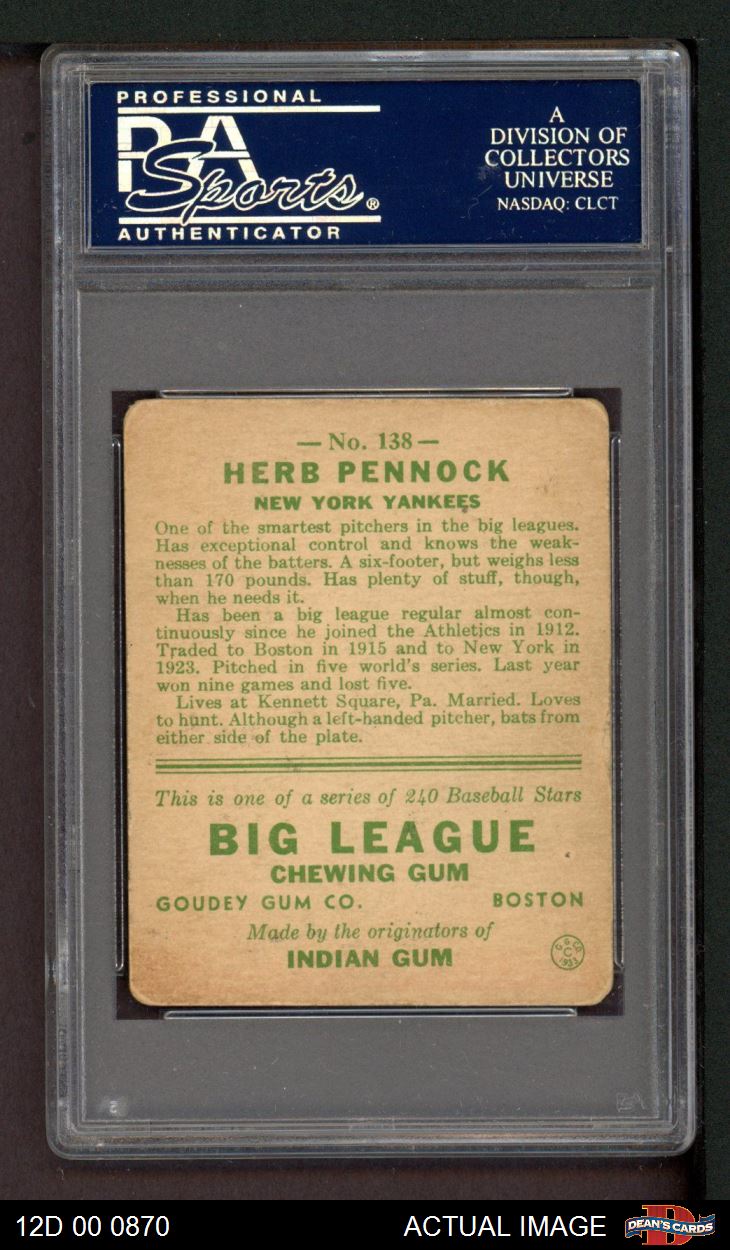 PROFESSIONAL
PSA
Sports®
AUTHENTICATOR
A
DIVISION OF
COLLECTORS
UNIVERSE
NASDAQ: CLCT
— No. 138 —
HERB PENNOCK
NEW YORK YANKEES
One of the smartest pitchers in the big leagues.
Has exceptional control and knows the weak-
nesses of the batters. A six-footer, but weighs less
than 170 pounds. Has plenty of stuff, though,
when he needs it.
Has been a big league regular almost con-
tinuously since he joined the Athletics in 1912.
Traded to Boston in 1915 and to New York in
1923. Pitched in five world's series. Last year
won nine games and lost five.
Lives at Kennett Square, Pa. Married. Loves
to hunt. Although a left-handed pitcher, bats from
either side of the plate.
This is one of a series of 240 Baseball Stars
BIG LEAGUE
CHEWING GUM
GOUDEY GUM CO. BOSTON
Made by the originators of
INDIAN GUM
G. G. CO.
C
1933
12D 00 0870 ACTUAL IMAGE DEAN'S CARDS